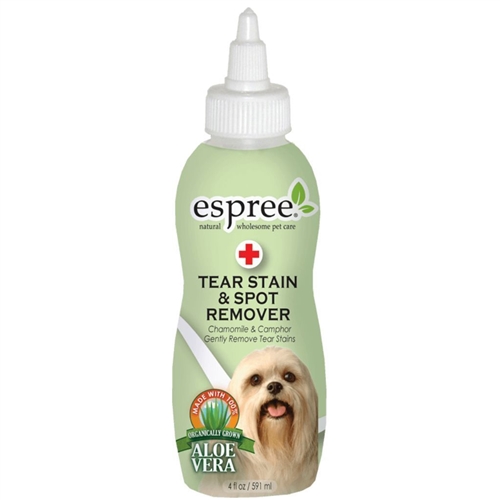 espree
natural wholesome pet care
TEAR STAIN
& SPOT
REMOVER
Chamomile & Camphor
Gently Remove Tear Stains
MADE WITH 100%
ORGANICALLY GROWN
ALOE
VERA
4 fl oz / 591 ml